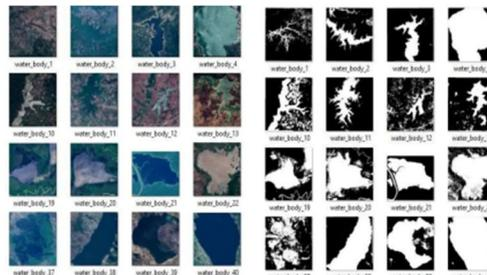 water_body_1 water_body_2 water_body_3 water_body_4
water_body_10 water_body_11 water_body_12 water_body_13
water_body_19 water_body_20 water_body_21 water_body_22
water_body_37 water_body_38 water_body_39 water_body_40
water_body_1 water_body_2 water_body_3
water_body_10 water_body_11 water_body_12
water_body_19 water_body_20 water_body_21